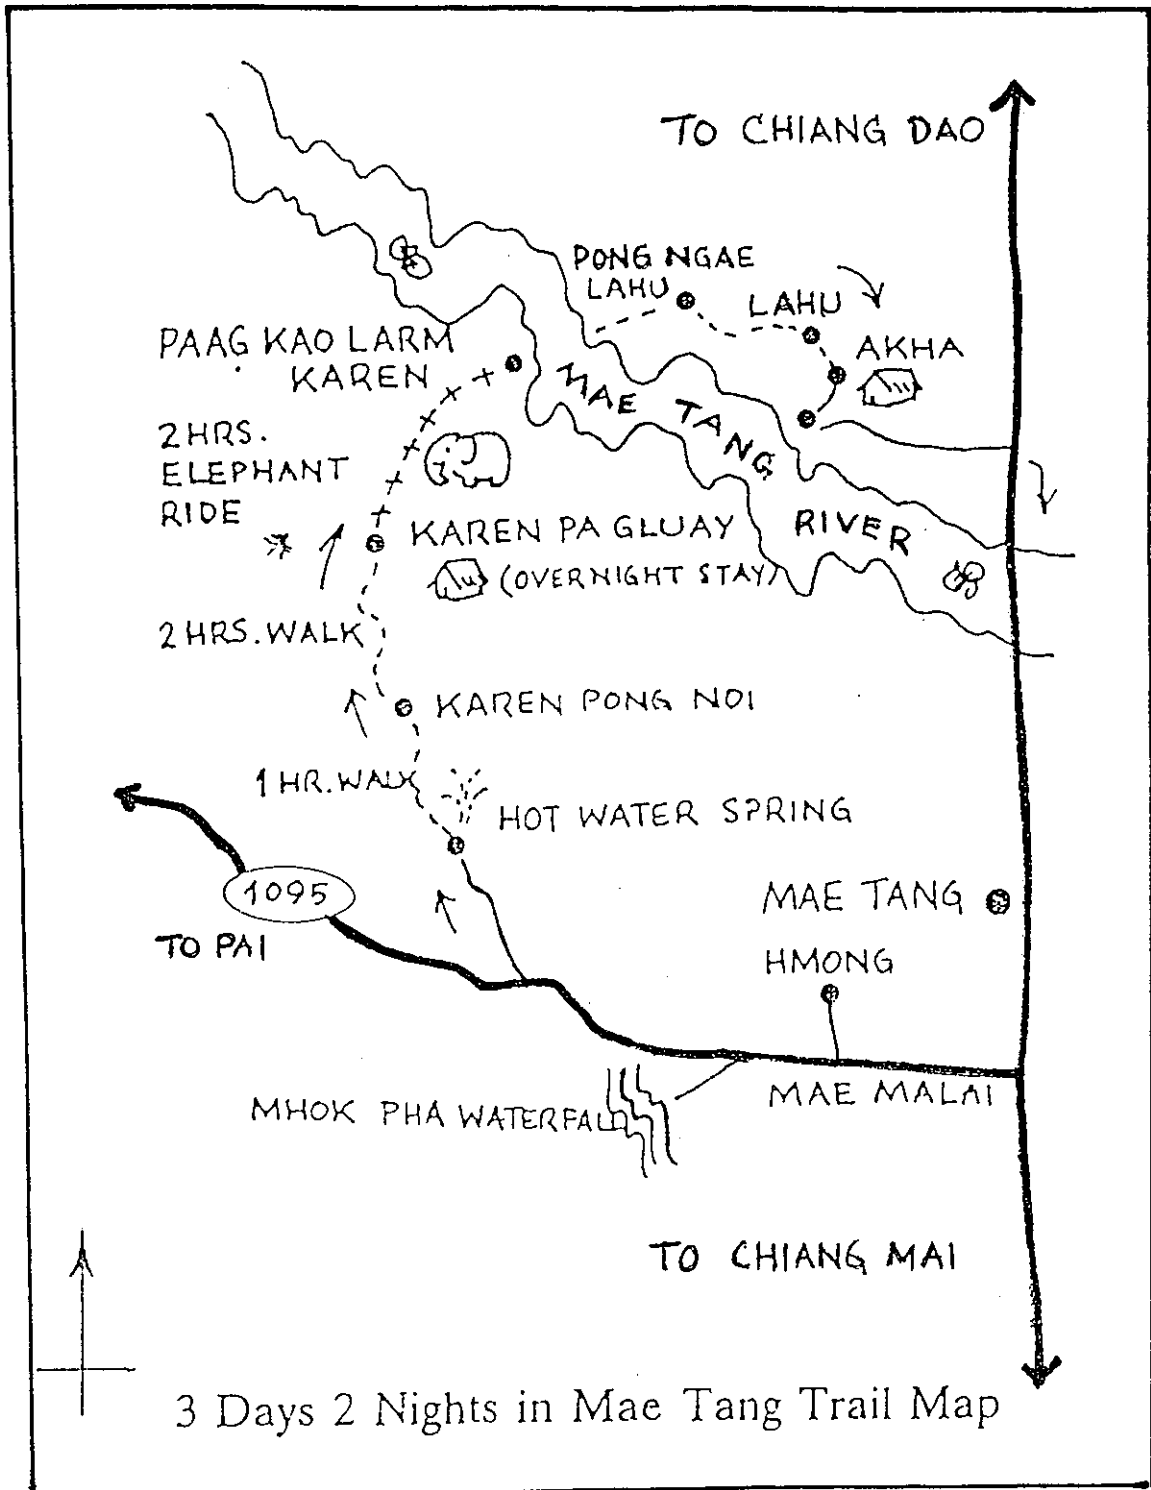 TO CHIANG DAO
PONG NGAE
LAHU
LAHU
AKHA
PAAG KAO LARM
KAREN
MAE TANG
RIVER
2 HRS.
ELEPHANT
RIDE
KAREN PA GLUAY
(OVERNIGHT STAY)
2 HRS. WALK
KAREN PONG NOI
1 HR. WALK
HOT WATER SPRING
1095
TO PAI
MAE TANG
HMONG
MAE MALAI
MHOK PHA WATERFALL
TO CHIANG MAI
3 Days 2 Nights in Mae Tang Trail Map